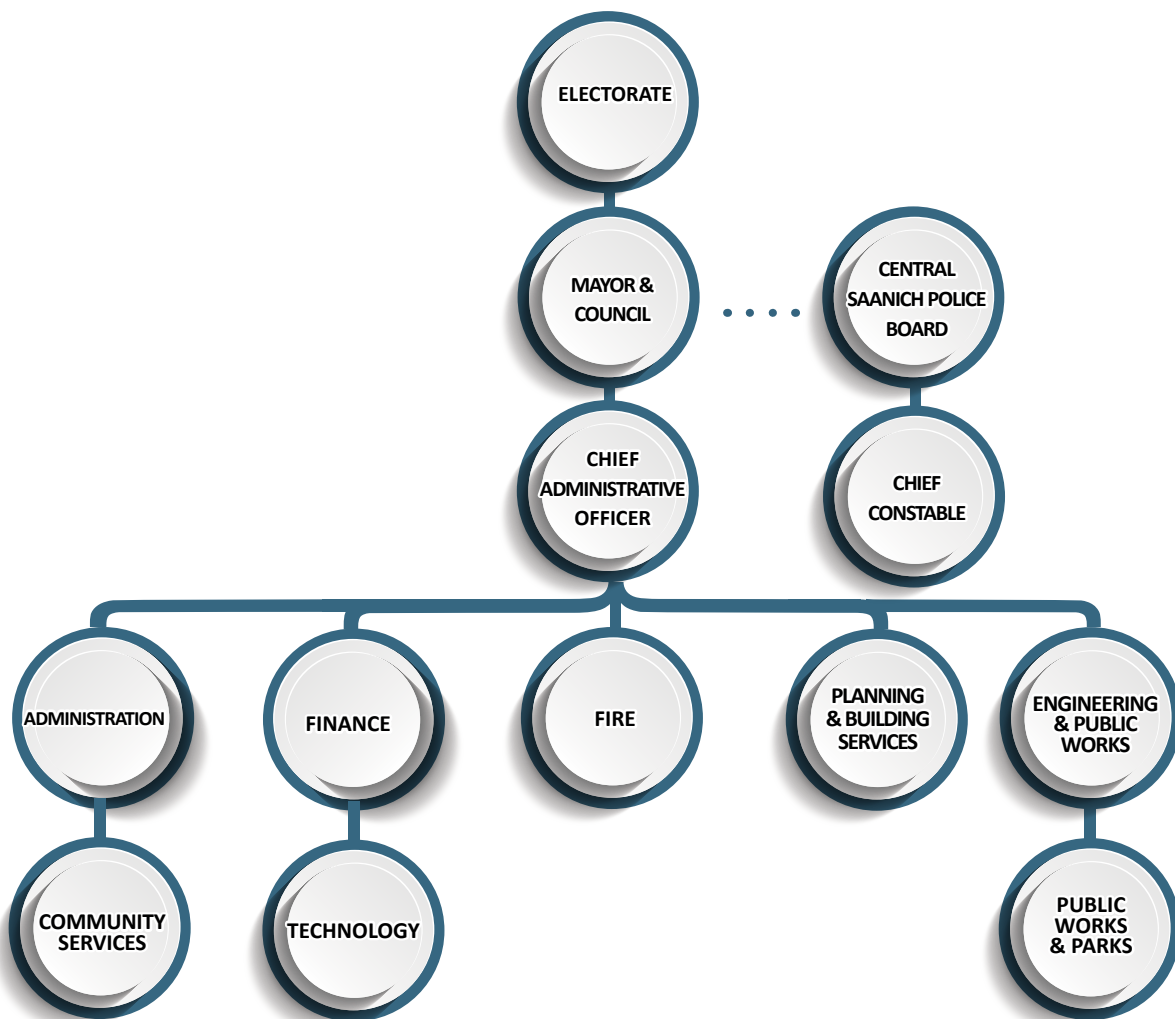 ELECTORATE
MAYOR &
COUNCIL
CENTRAL
SAANICH POLICE
BOARD
CHIEF
ADMINISTRATIVE
OFFICER
CHIEF
CONSTABLE
ADMINISTRATION
FINANCE
FIRE
PLANNING
& BUILDING
SERVICES
ENGINEERING
& PUBLIC
WORKS
COMMUNITY
SERVICES
TECHNOLOGY
PUBLIC
WORKS
& PARKS